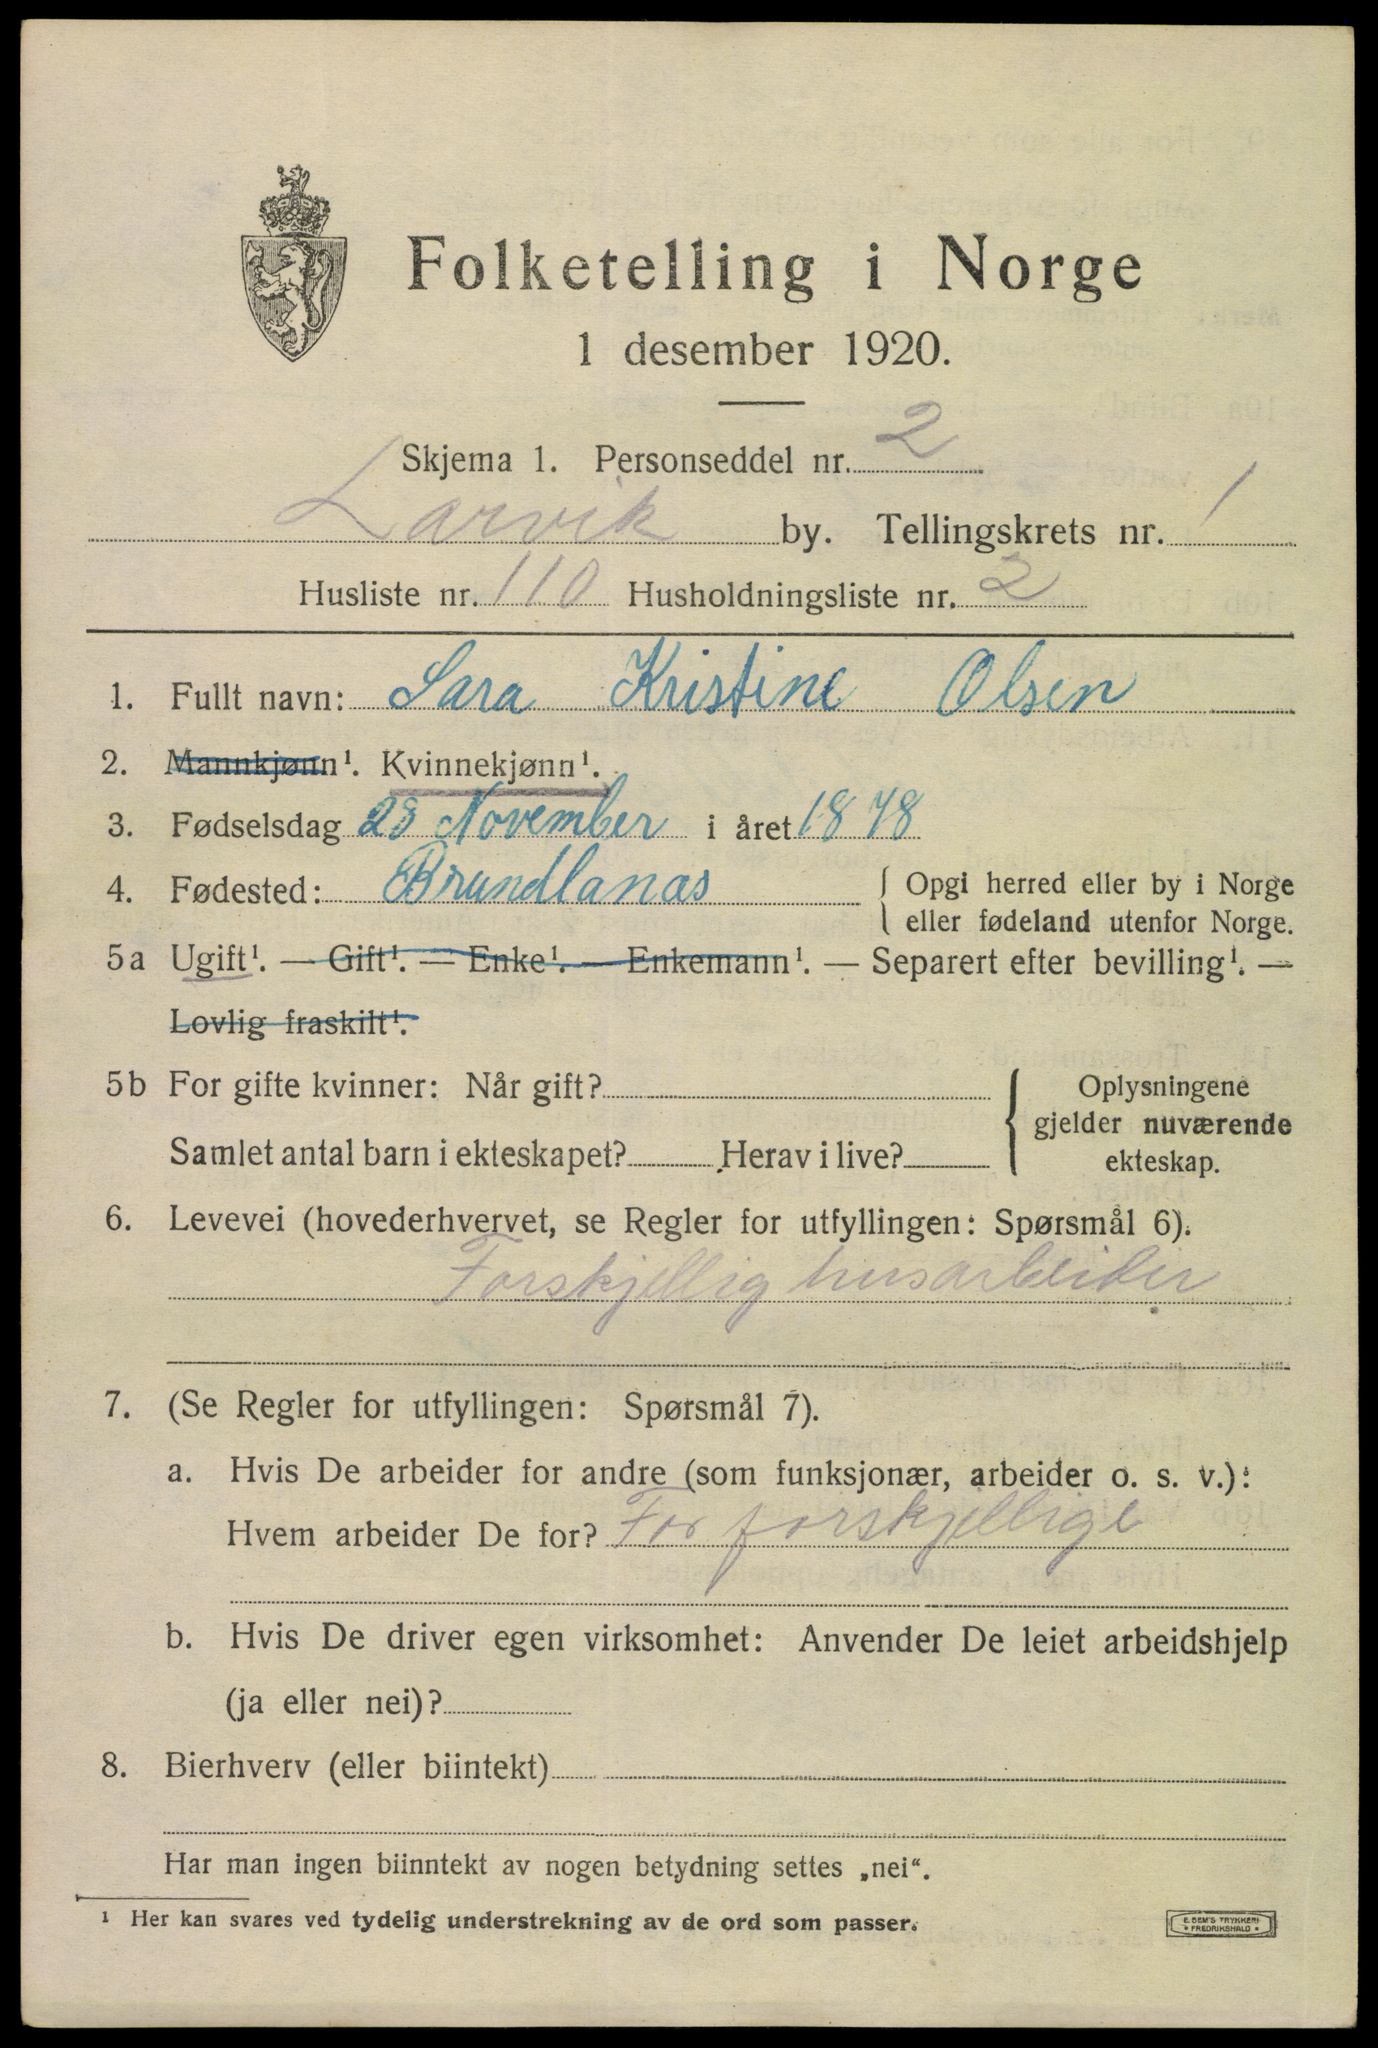 Folketelling i Norge
1 desember 1920.
Skjema 1. Personseddel nr. 2
Larvik by. Tellingskrets nr. 1
Husliste nr. 110 Husholdningsliste nr. 2
1. Fullt navn: Sara Kristine Olsen
2. Mannkjønn¹. Kvinnekjønn¹.
3. Fødselsdag 23 November i året 1878
4. Fødested: Brundlanas { Opgi herred eller by i Norge
eller fødeland utenfor Norge.
5a Ugift¹. — Gift¹. — Enke¹. — Enkemann¹. — Separert efter bevilling¹. —
Lovlig fraskilt¹.
5b For gifte kvinner: Når gift? { Oplysningene
gjelder nuværende
Samlet antal barn i ekteskapet? Herav i live? ekteskap.
6. Levevei (hovederhvervet, se Regler for utfyllingen: Spørsmål 6).
Forskjellig husarbeider
7. (Se Regler for utfyllingen: Spørsmål 7).
a. Hvis De arbeider for andre (som funksjonær, arbeider o. s. v.):
Hvem arbeider De for? For forskjellige
b. Hvis De driver egen virksomhet: Anvender De leiet arbeidshjelp
(ja eller nei)?
8. Bierhverv (eller biintekt)
Har man ingen biinntekt av nogen betydning settes „nei“.
¹ Her kan svares ved tydelig understrekning av de ord som passer.
E. SEM'S TRYKKERI
• FREDRIKSHALD •